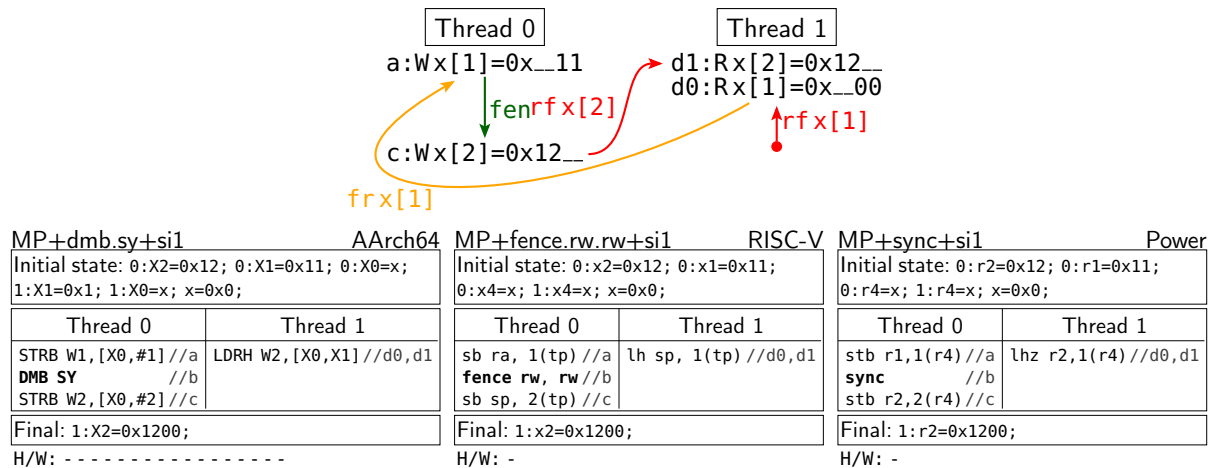 Thread 0 Thread 1
a:Wx[1]=0x__11 d1:Rx[2]=0x12__
d0:Rx[1]=0x__00
fen rf x[2] rf x[1]
c:Wx[2]=0x12__
fr x[1]
MP+dmb.sy+si1 AArch64
Initial state: 0:X2=0x12; 0:X1=0x11; 0:X0=x;
1:X1=0x1; 1:X0=x; x=0x0;
Thread 0 Thread 1
STRB W1,[X0,#1]//a LDRH W2,[X0,X1]//d0,d1
DMB SY //b
STRB W2,[X0,#2]//c
Final: 1:X2=0x1200;
H/W: - - - - - - - - - - - - - - - - -
MP+fence.rw.rw+si1 RISC-V
Initial state: 0:x2=0x12; 0:x1=0x11;
0:x4=x; 1:x4=x; x=0x0;
Thread 0 Thread 1
sb ra, 1(tp)//a lh sp, 1(tp)//d0,d1
fence rw, rw//b
sb sp, 2(tp)//c
Final: 1:x2=0x1200;
H/W: -
MP+sync+si1 Power
Initial state: 0:r2=0x12; 0:r1=0x11;
0:r4=x; 1:r4=x; x=0x0;
Thread 0 Thread 1
stb r1,1(r4)//a lhz r2,1(r4)//d0,d1
sync //b
stb r2,2(r4)//c
Final: 1:r2=0x1200;
H/W: -